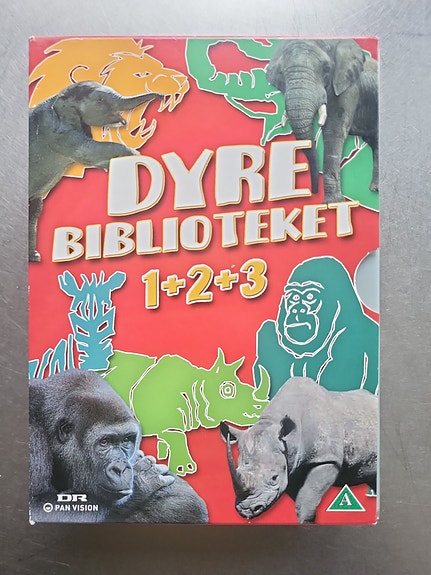 DYRE
BIBLIOTEKET
1+2+3
DR
PAN VISION
A